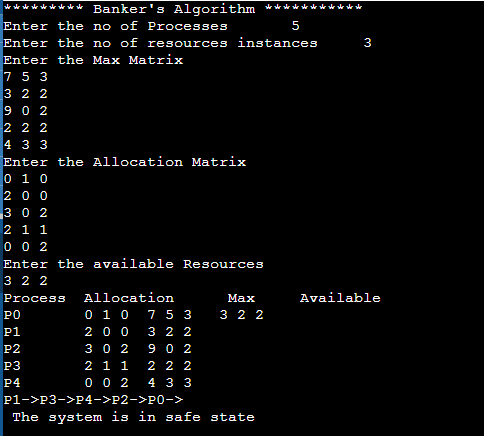 ********* Banker's Algorithm ***********
Enter the no of Processes       5
Enter the no of resources instances     3
Enter the Max Matrix
7 5 3
3 2 2
9 0 2
2 2 2
4 3 3
Enter the Allocation Matrix
0 1 0
2 0 0
3 0 2
2 1 1
0 0 2
Enter the available Resources
3 2 2
Process  Allocation      Max     Available
P0       0 1 0  7 5 3   3 2 2
P1       2 0 0  3 2 2
P2       3 0 2  9 0 2
P3       2 1 1  2 2 2
P4       0 0 2  4 3 3
P1->P3->P4->P2->P0->
 The system is in safe state